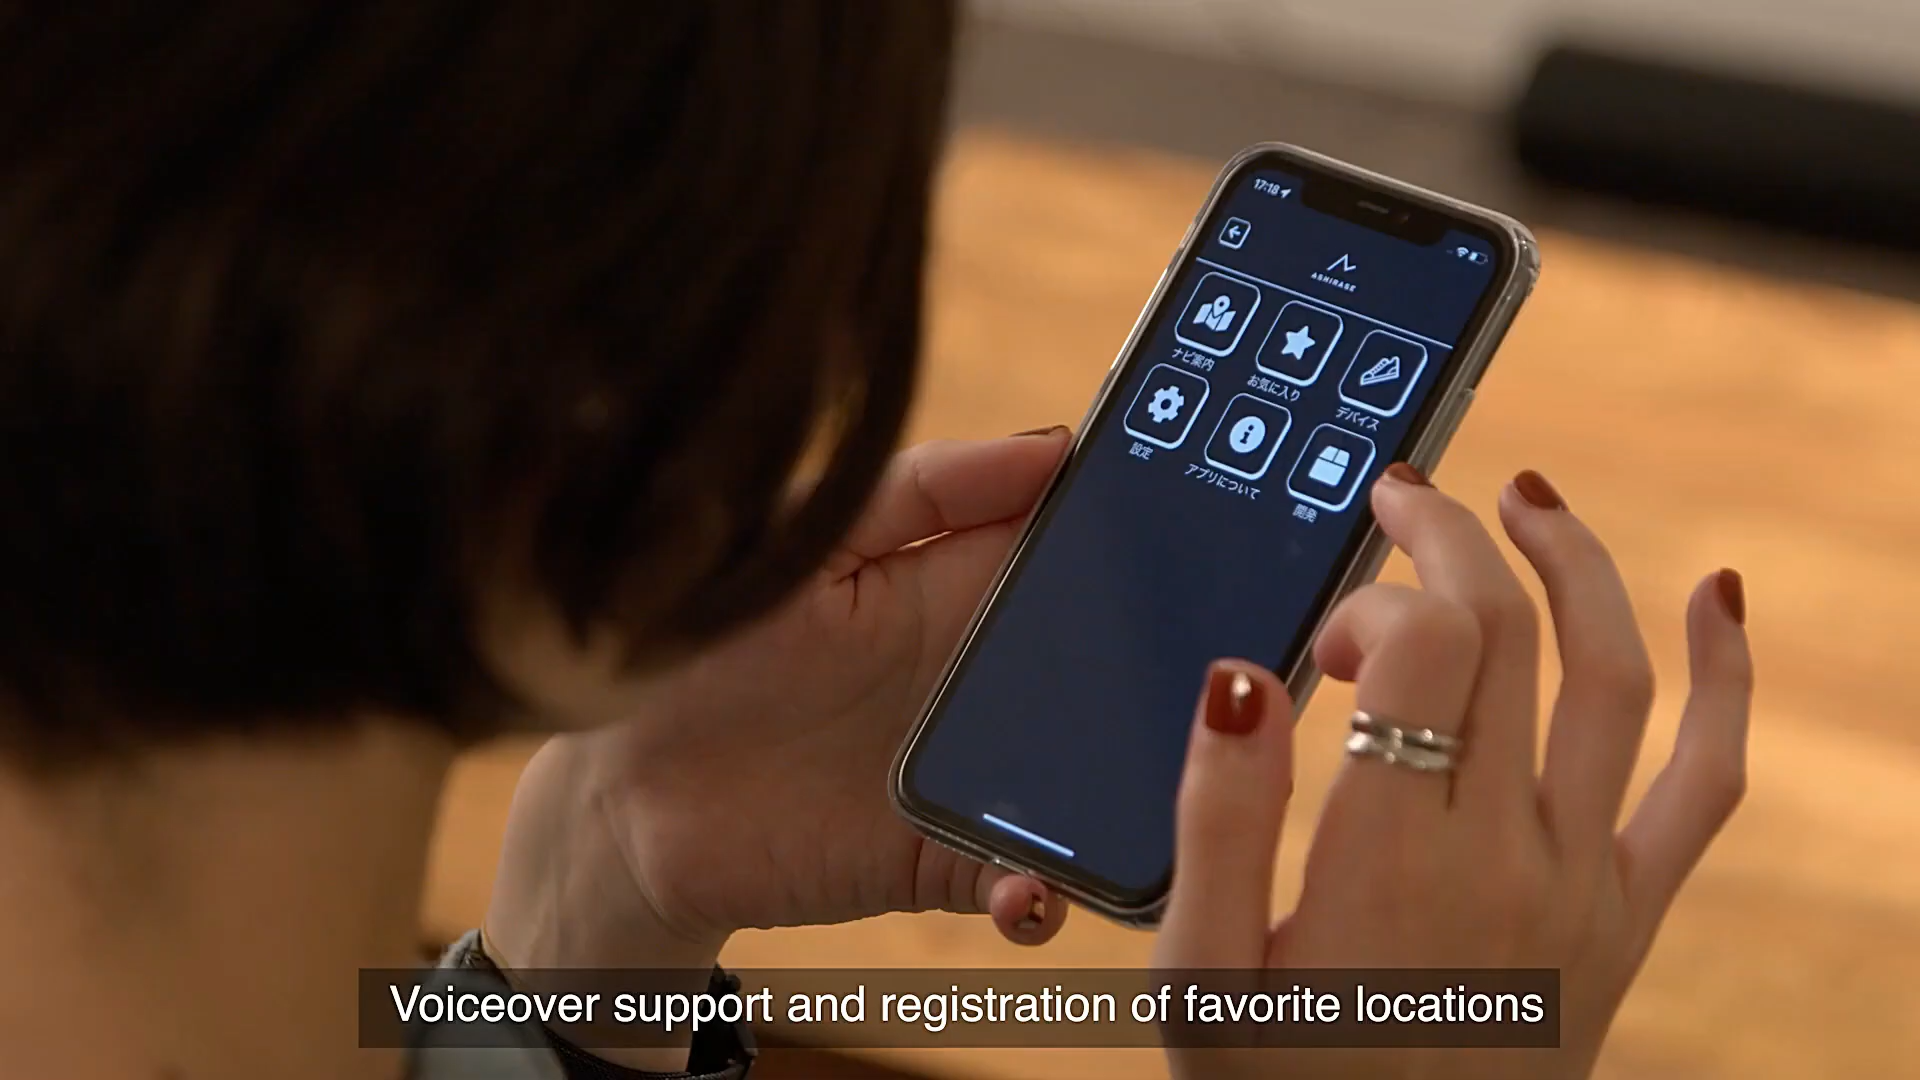 17:18
ASHIRASE
ナビ案内
お気に入り
デバイス
設定
アプリについて
開発
Voiceover support and registration of favorite locations